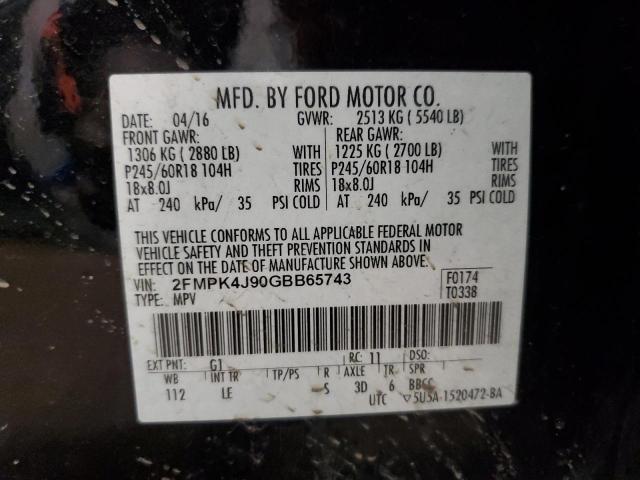 MFD. BY FORD MOTOR CO.
DATE: 04/16 GVWR: 2513 KG ( 5540 LB)
FRONT GAWR: REAR GAWR:
1306 KG ( 2880 LB) WITH 1225 KG ( 2700 LB) WITH
P245/60R18 104H TIRES P245/60R18 104H TIRES
18x8.0J RIMS 18x8.0J RIMS
AT 240 kPa/ 35 PSI COLD AT 240 kPa/ 35 PSI COLD
THIS VEHICLE CONFORMS TO ALL APPLICABLE FEDERAL MOTOR
VEHICLE SAFETY AND THEFT PREVENTION STANDARDS IN
EFFECT ON THE DATE OF MANUFACTURE SHOWN ABOVE.
VIN: 2FMPK4J90GBB65743 F0174
TYPE: MPV T0338
EXT PNT: G1 RC: 11 DSO:
WB INT TR TP/PS R AXLE TR SPR
112 LE S 3D 6 BBCC
UTC ▽5U5A-1520472-BA